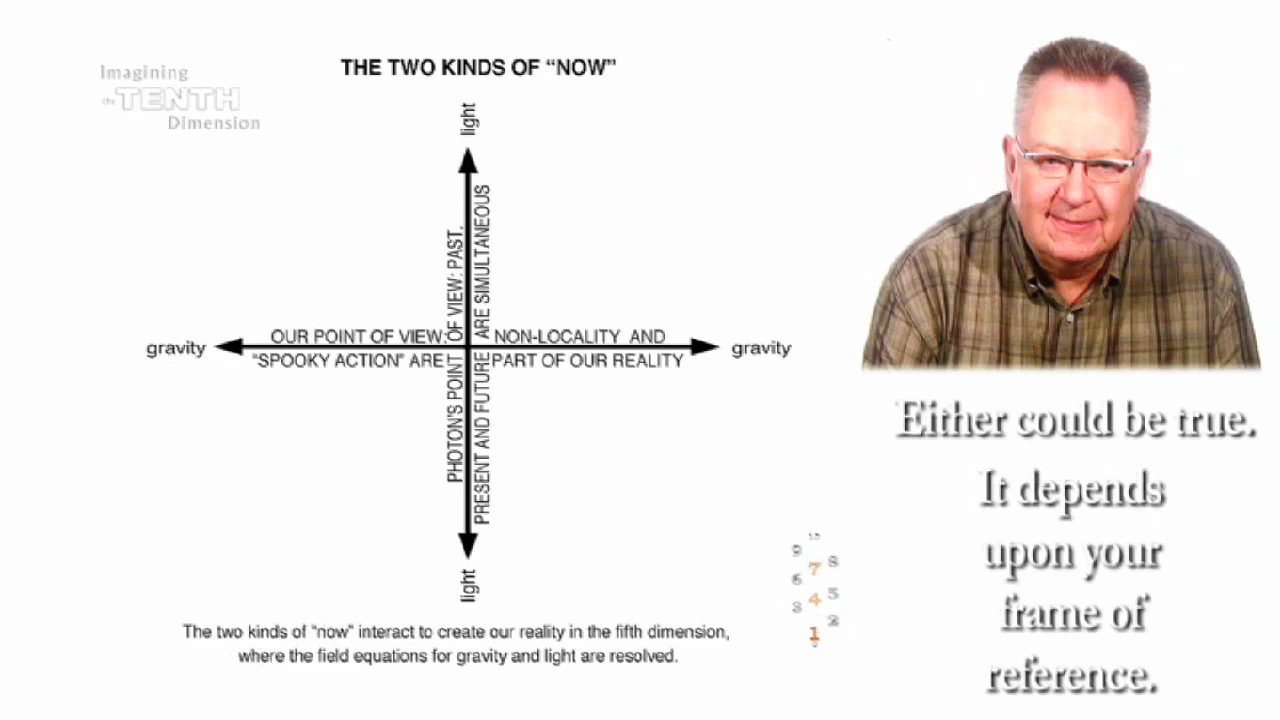 Imagining
the TENTH
Dimension
THE TWO KINDS OF “NOW”
light
PHOTON'S POINT OF VIEW: PAST,
PRESENT AND FUTURE ARE SIMULTANEOUS
gravity
OUR POINT OF VIEW: NON-LOCALITY AND
“SPOOKY ACTION” ARE PART OF OUR REALITY
gravity
light
The two kinds of “now” interact to create our reality in the fifth dimension,
where the field equations for gravity and light are resolved.
9
7 8
6
4 5
3
2
1
Either could be true.
It depends
upon your
frame of
reference.